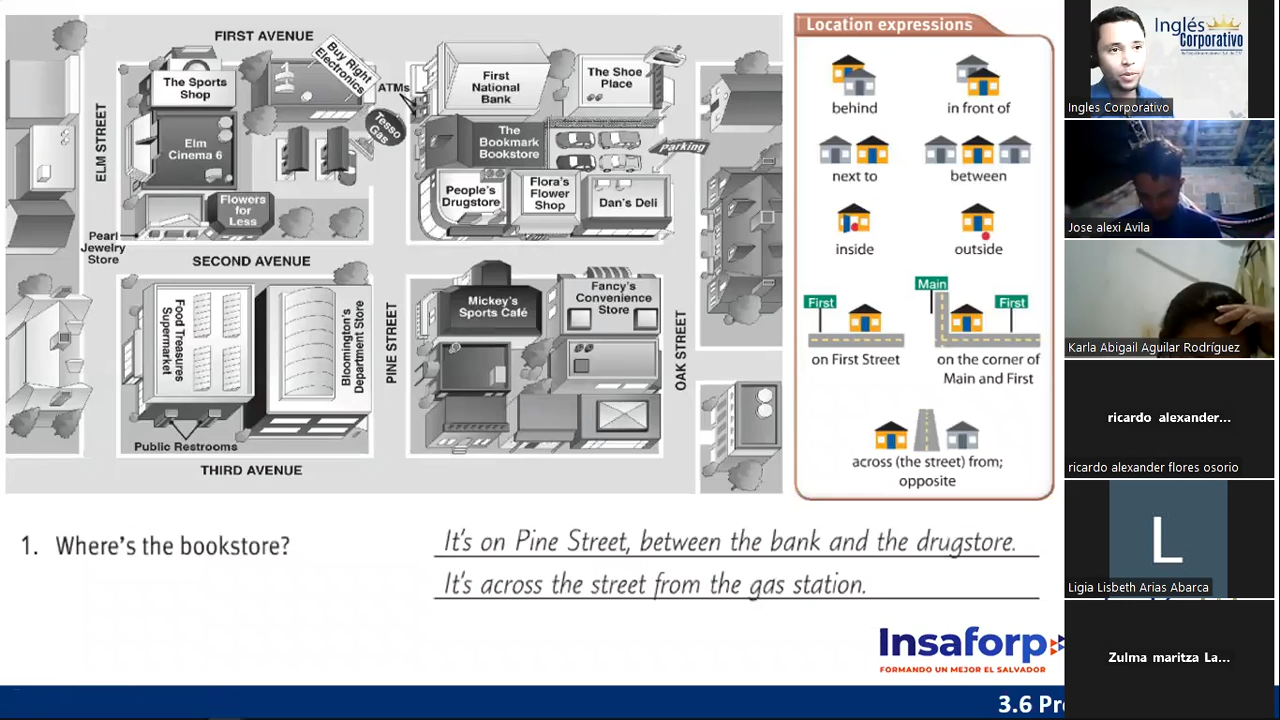 FIRST AVENUE
Buy Right
Electronics
The Sports
Shop
ATMs
First
National
Bank
The Shoe
Place
Tesso
Gas
ELM STREET
Elm
Cinema 6
The
Bookmark
Bookstore
Parking
People's
Drugstore
Flora's
Flower
Shop
Dan's Deli
Flowers
for
Less
Pearl
Jewelry
Store
SECOND AVENUE
Food Treasures
Supermarket
Bloomington's
Department Store
PINE STREET
Mickey's
Sports Café
Fancy's
Convenience
Store
OAK STREET
Public Restrooms
THIRD AVENUE
Location expressions
behind
in front of
next to
between
inside
outside
First
Main
First
on First Street
on the corner of
Main and First
across (the street) from;
opposite
1. Where's the bookstore?
It's on Pine Street, between the bank and the drugstore.
It's across the street from the gas station.
Insaforp
FORMANDO UN MEJOR EL SALVADOR
3.6 Pr
Inglés
Corporativo
Ingles Corporativo
Jose alexi Avila
Karla Abigail Aguilar Rodríguez
ricardo alexander...
ricardo alexander flores osorio
L
Ligia Lisbeth Arias Abarca
Zulma maritza La...